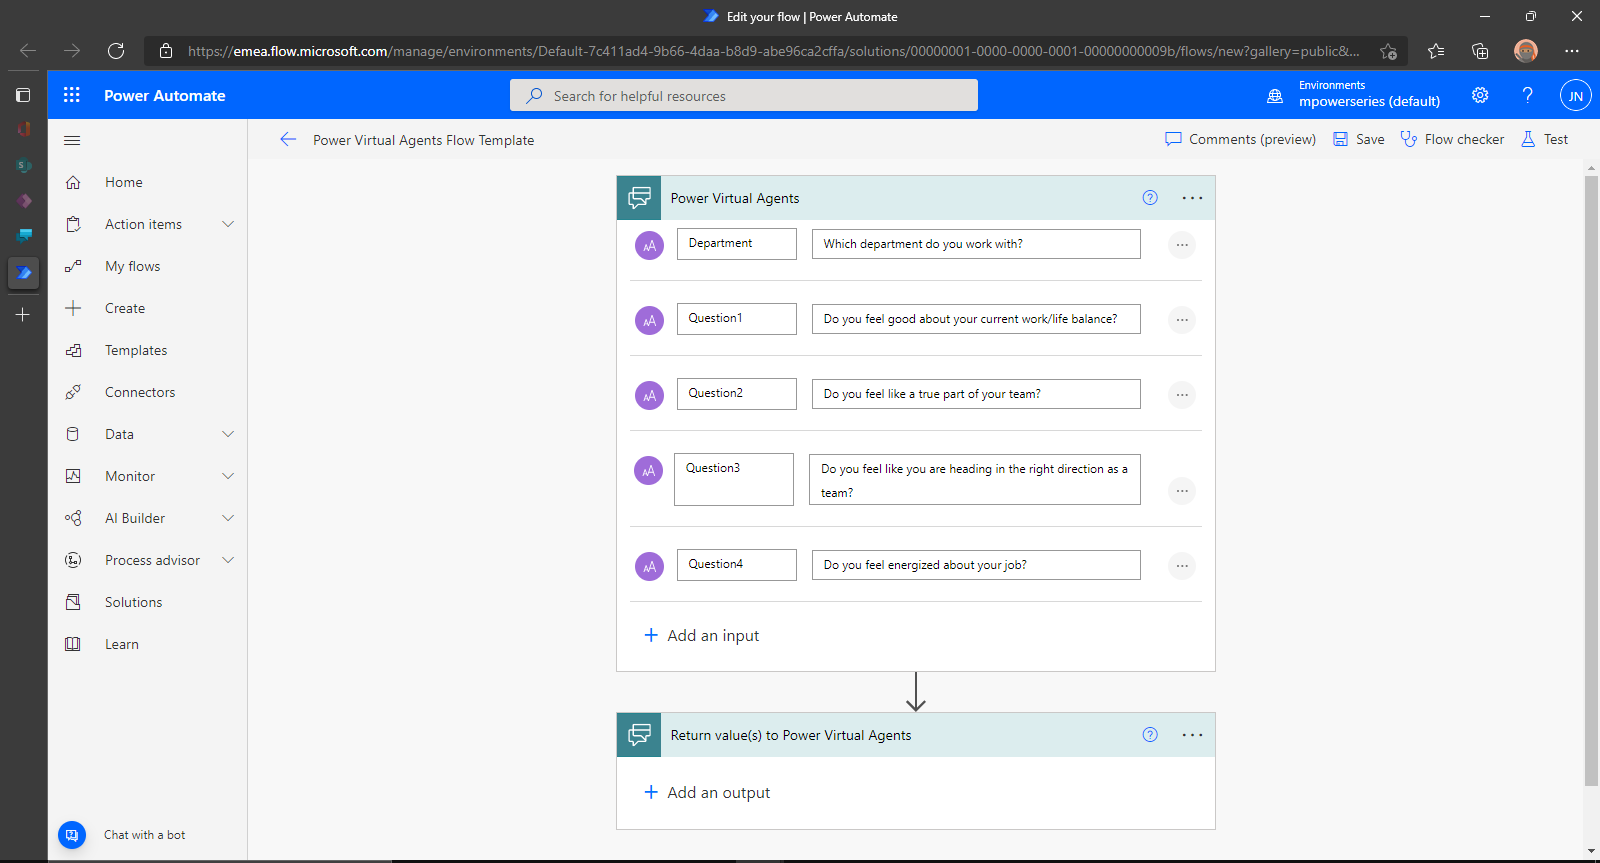 Edit your flow | Power Automate
https://emea.flow.microsoft.com/manage/environments/Default-7c411ad4-9b66-4daa-b8d9-abe96ca2cffa/solutions/00000001-0000-0000-0001-00000000009b/flows/new?gallery=public&...
Power Automate
Search for helpful resources
Environments
mpowerseries (default)
?
JN
Power Virtual Agents Flow Template
Comments (preview)
Save
Flow checker
Test
Home
Action items
My flows
Create
Templates
Connectors
Data
Monitor
AI Builder
Process advisor
Solutions
Learn
Chat with a bot
Power Virtual Agents
Department
Which department do you work with?
Question1
Do you feel good about your current work/life balance?
Question2
Do you feel like a true part of your team?
Question3
Do you feel like you are heading in the right direction as a
team?
Question4
Do you feel energized about your job?
Add an input
Return value(s) to Power Virtual Agents
Add an output